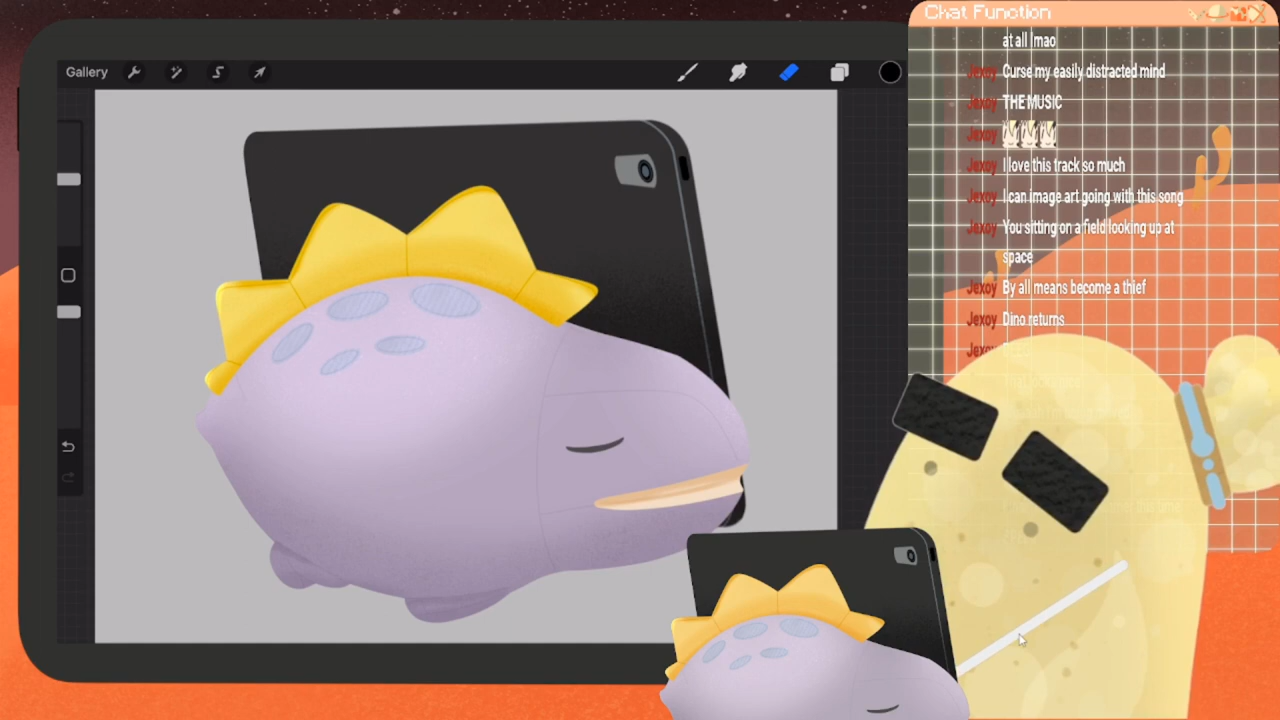 Chat Function
Gallery
at all lmao
Jexoy Curse my easily distracted mind
Jexoy THE MUSIC
Jexoy
Jexoy I love this track so much
Jexoy I can image art going with this song
Jexoy You sitting on a field looking up at
space
Jexoy By all means become a thief
Jexoy Dino returns
Jexoy